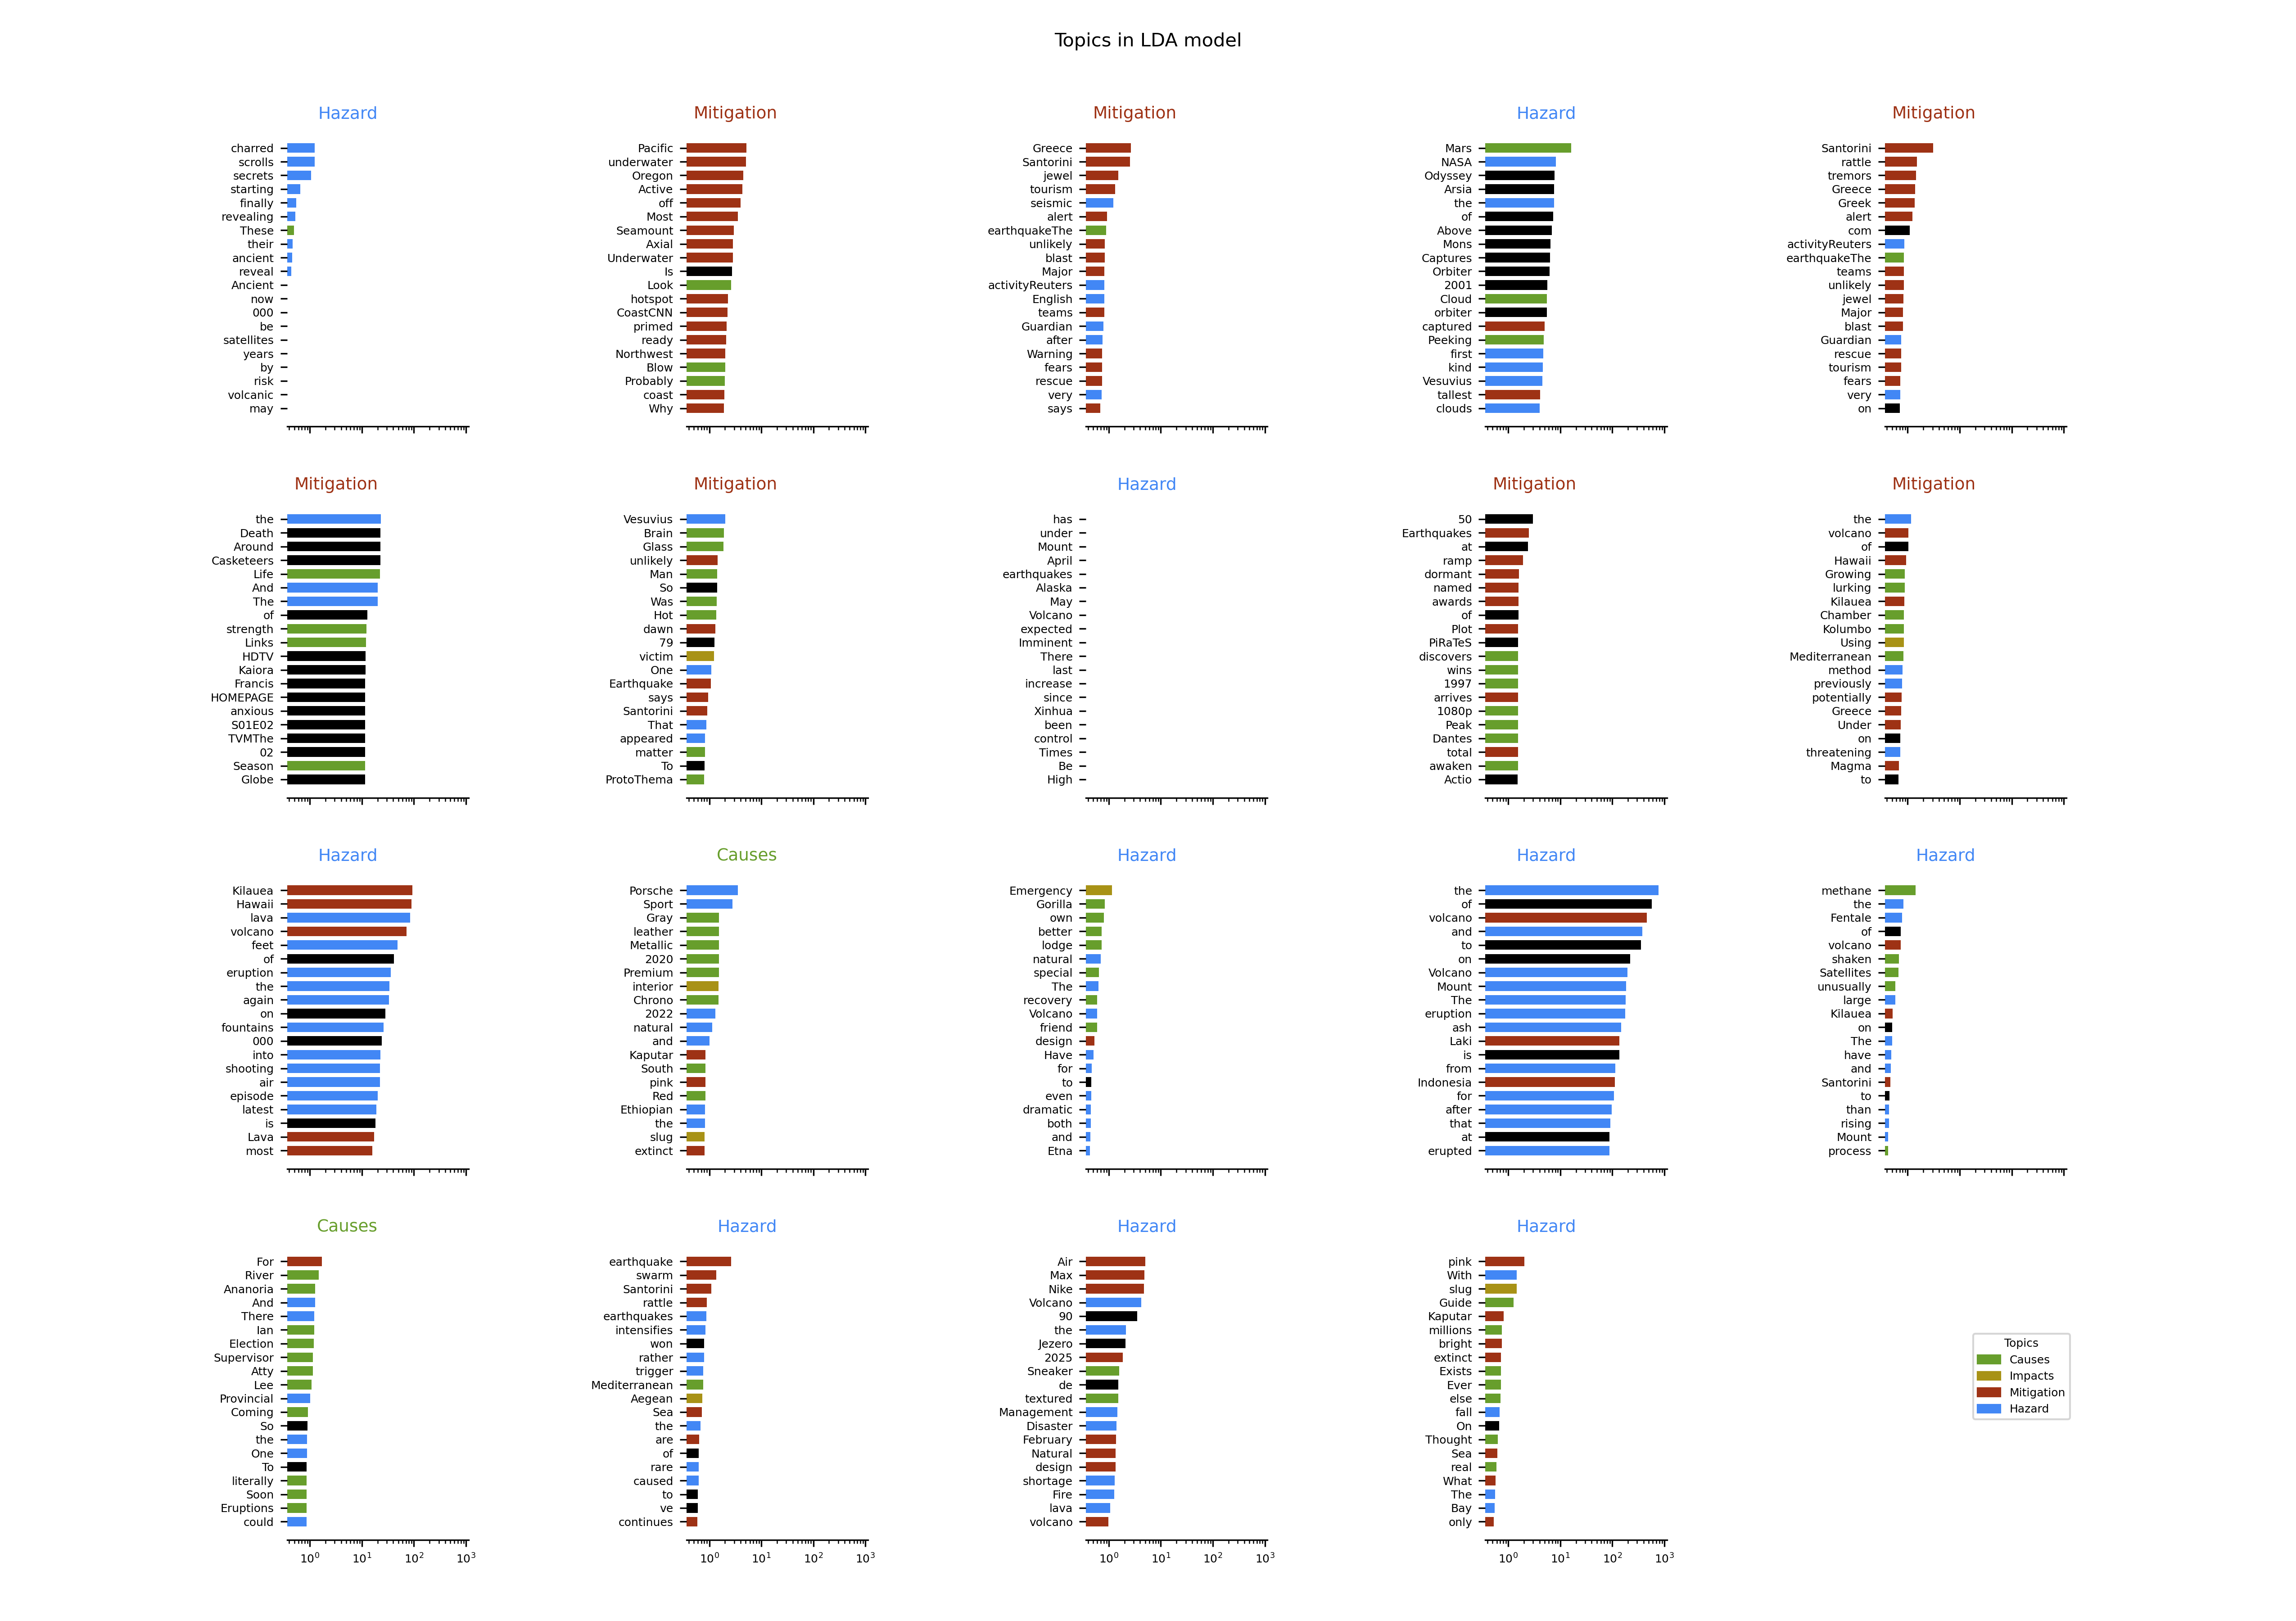 Topics in LDA model
Hazard
charred
scrolls
secrets
starting
finally
revealing
These
their
ancient
reveal
Ancient
now
000
be
satellites
years
by
risk
volcanic
may
Mitigation
Pacific
underwater
Oregon
Active
off
Most
Seamount
Axial
Underwater
Is
Look
hotspot
CoastCNN
primed
ready
Northwest
Blow
Probably
coast
Why
Mitigation
Greece
Santorini
jewel
tourism
seismic
alert
earthquakeThe
unlikely
blast
Major
activityReuters
English
teams
Guardian
after
Warning
fears
rescue
very
says
Hazard
Mars
NASA
Odyssey
Arsia
the
of
Above
Mons
Captures
Orbiter
2001
Cloud
orbiter
captured
Peeking
first
kind
Vesuvius
tallest
clouds
Mitigation
Santorini
rattle
tremors
Greece
Greek
alert
com
activityReuters
earthquakeThe
teams
unlikely
jewel
Major
blast
Guardian
rescue
tourism
fears
very
on
Mitigation
the
Death
Around
Casketeers
Life
And
The
of
strength
Links
HDTV
Kaiora
Francis
HOMEPAGE
anxious
S01E02
TVMThe
02
Season
Globe
Mitigation
Vesuvius
Brain
Glass
unlikely
Man
So
Was
Hot
dawn
79
victim
One
Earthquake
says
Santorini
That
appeared
matter
To
ProtoThema
Hazard
has
under
Mount
April
earthquakes
Alaska
May
Volcano
expected
Imminent
There
last
increase
since
Xinhua
been
control
Times
Be
High
Mitigation
50
Earthquakes
at
ramp
dormant
named
awards
of
Plot
PiRaTeS
discovers
wins
1997
arrives
1080p
Peak
Dantes
total
awaken
Actio
Mitigation
the
volcano
of
Hawaii
Growing
lurking
Kilauea
Chamber
Kolumbo
Using
Mediterranean
method
previously
potentially
Greece
Under
on
threatening
Magma
to
Hazard
Kilauea
Hawaii
lava
volcano
feet
of
eruption
the
again
on
fountains
000
into
shooting
air
episode
latest
is
Lava
most
Causes
Porsche
Sport
Gray
leather
Metallic
2020
Premium
interior
Chrono
2022
natural
and
Kaputar
South
pink
Red
Ethiopian
the
slug
extinct
Hazard
Emergency
Gorilla
own
better
lodge
natural
special
The
recovery
Volcano
friend
design
Have
for
to
even
dramatic
both
and
Etna
Hazard
the
of
volcano
and
to
on
Volcano
Mount
The
eruption
ash
Laki
is
from
Indonesia
for
after
that
at
erupted
Hazard
methane
the
Fentale
of
volcano
shaken
Satellites
unusually
large
Kilauea
on
The
have
and
Santorini
to
than
rising
Mount
process
Causes
For
River
Ananoria
And
There
Ian
Election
Supervisor
Atty
Lee
Provincial
Coming
So
the
One
To
literally
Soon
Eruptions
could
10⁰ 10¹ 10² 10³
Hazard
earthquake
swarm
Santorini
rattle
earthquakes
intensifies
won
rather
trigger
Mediterranean
Aegean
Sea
the
are
of
rare
caused
to
ve
continues
10⁰ 10¹ 10² 10³
Hazard
Air
Max
Nike
Volcano
90
the
Jezero
2025
Sneaker
de
textured
Management
Disaster
February
Natural
design
shortage
Fire
lava
volcano
10⁰ 10¹ 10² 10³
Hazard
pink
With
slug
Guide
Kaputar
millions
bright
extinct
Exists
Ever
else
fall
On
Thought
Sea
real
What
The
Bay
only
10⁰ 10¹ 10² 10³
Topics
Causes
Impacts
Mitigation
Hazard